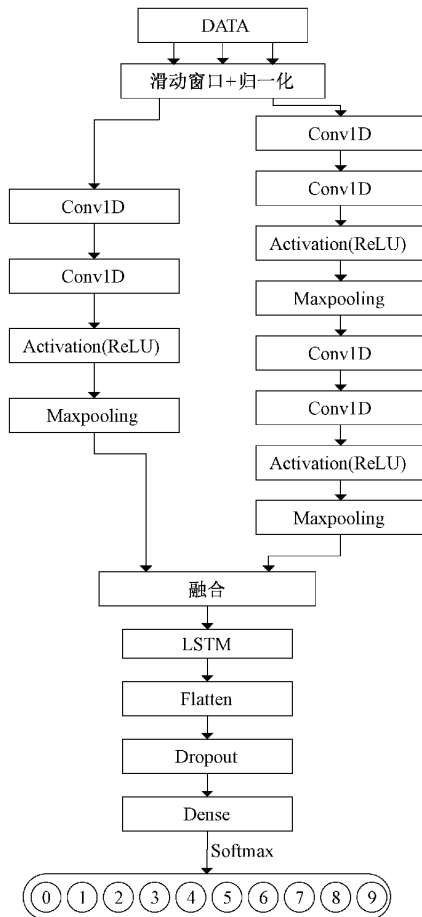 DATA
滑动窗口+归一化
Conv1D
Conv1D
Activation(ReLU)
Maxpooling
Conv1D
Conv1D
Activation(ReLU)
Maxpooling
Conv1D
Conv1D
Activation(ReLU)
Maxpooling
融合
LSTM
Flatten
Dropout
Dense
Softmax
0 1 2 3 4 5 6 7 8 9